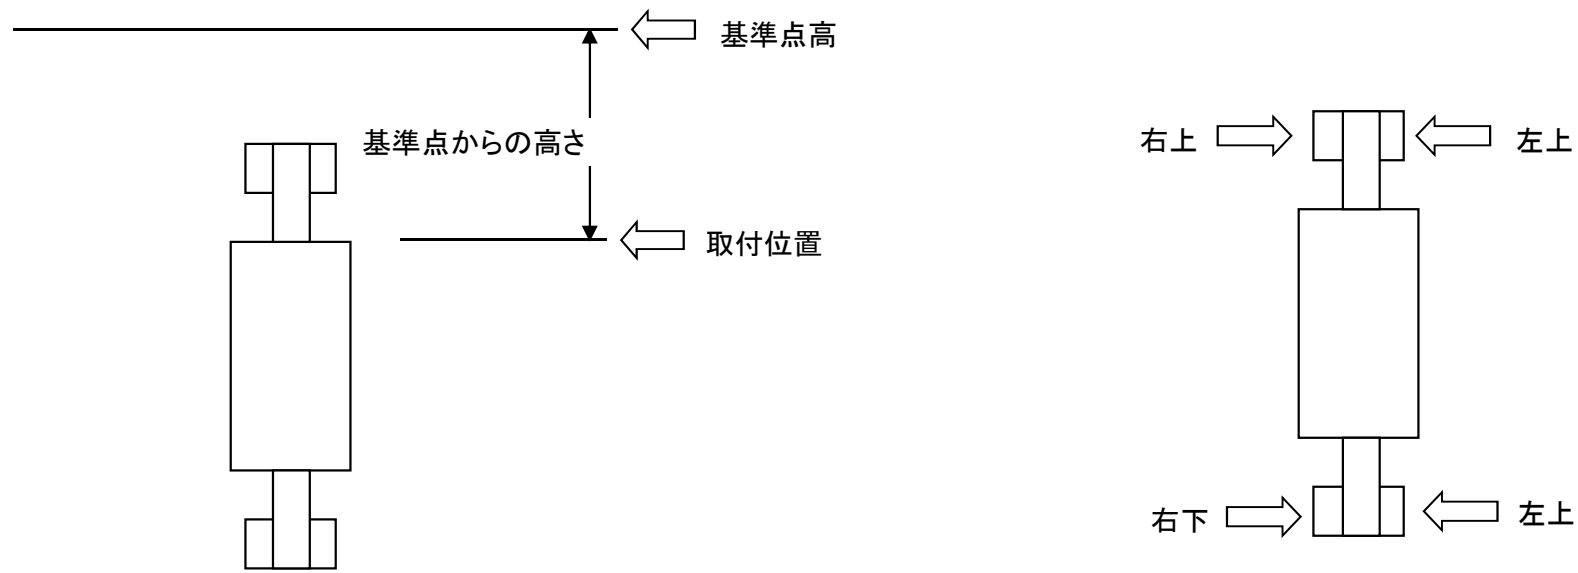 基準点高
基準点からの高さ
取付位置
右上
左上
右下
左上